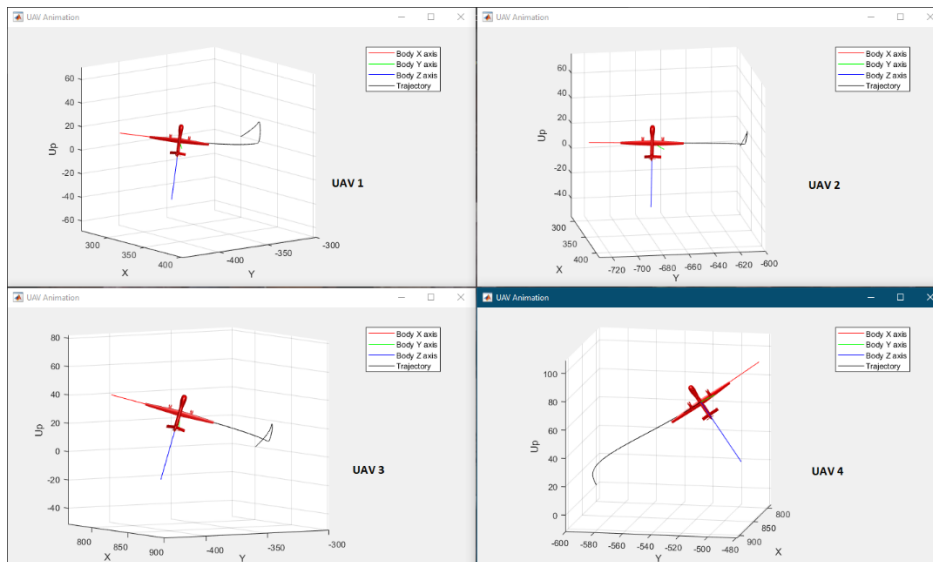 UAV Animation
Body X axis
Body Y axis
Body Z axis
Trajectory
60
40
20
0
-20
-40
-60
Up
300
350
400
X
-400
-300
Y
UAV 1
UAV Animation
Body X axis
Body Y axis
Body Z axis
Trajectory
60
40
20
0
-20
-40
Up
300
350
400
X
-720
-700
-680
-660
-640
-620
-600
Y
UAV 2
UAV Animation
Body X axis
Body Y axis
Body Z axis
Trajectory
80
60
40
20
0
-20
-40
Up
800
850
900
X
-400
-350
-300
Y
UAV 3
UAV Animation
Body X axis
Body Y axis
Body Z axis
Trajectory
100
80
60
40
20
0
Up
-600
-580
-560
-540
-520
-500
-480
Y
800
850
900
X
UAV 4